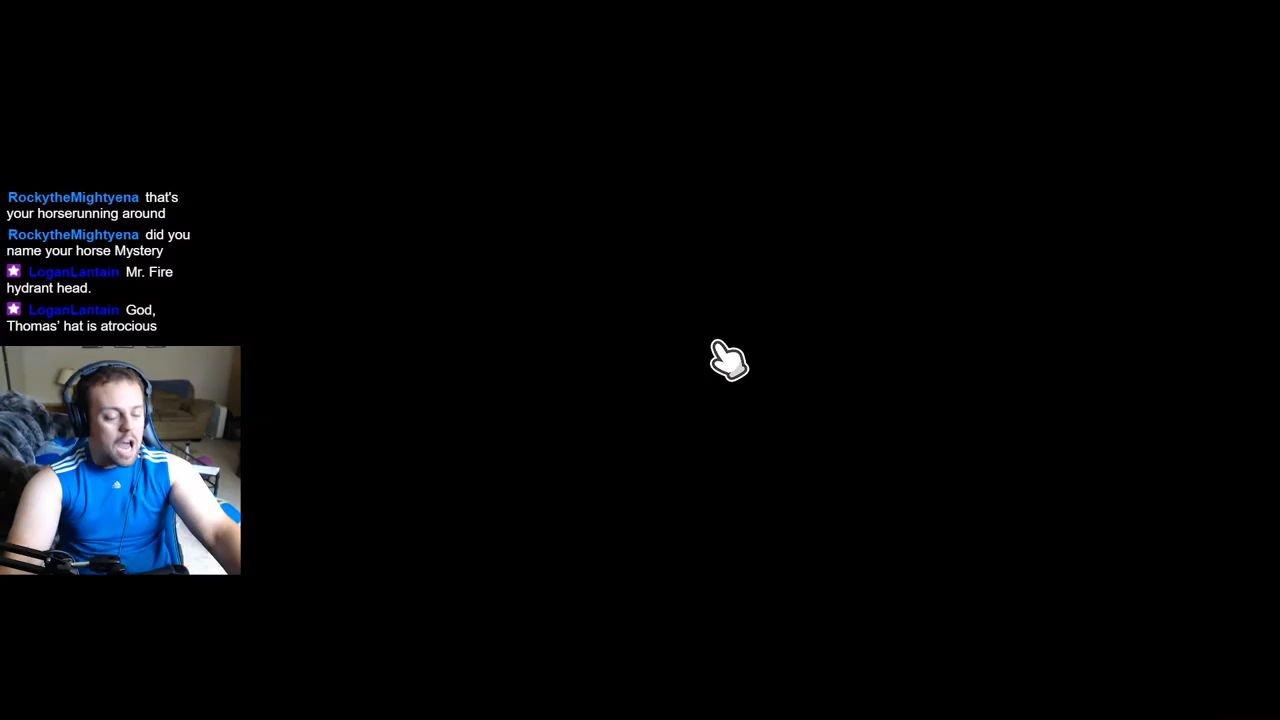 RockytheMightyena that's
your horserunning around
RockytheMightyena did you
name your horse Mystery
LoganLantain Mr. Fire
hydrant head.
LoganLantain God,
Thomas' hat is atrocious